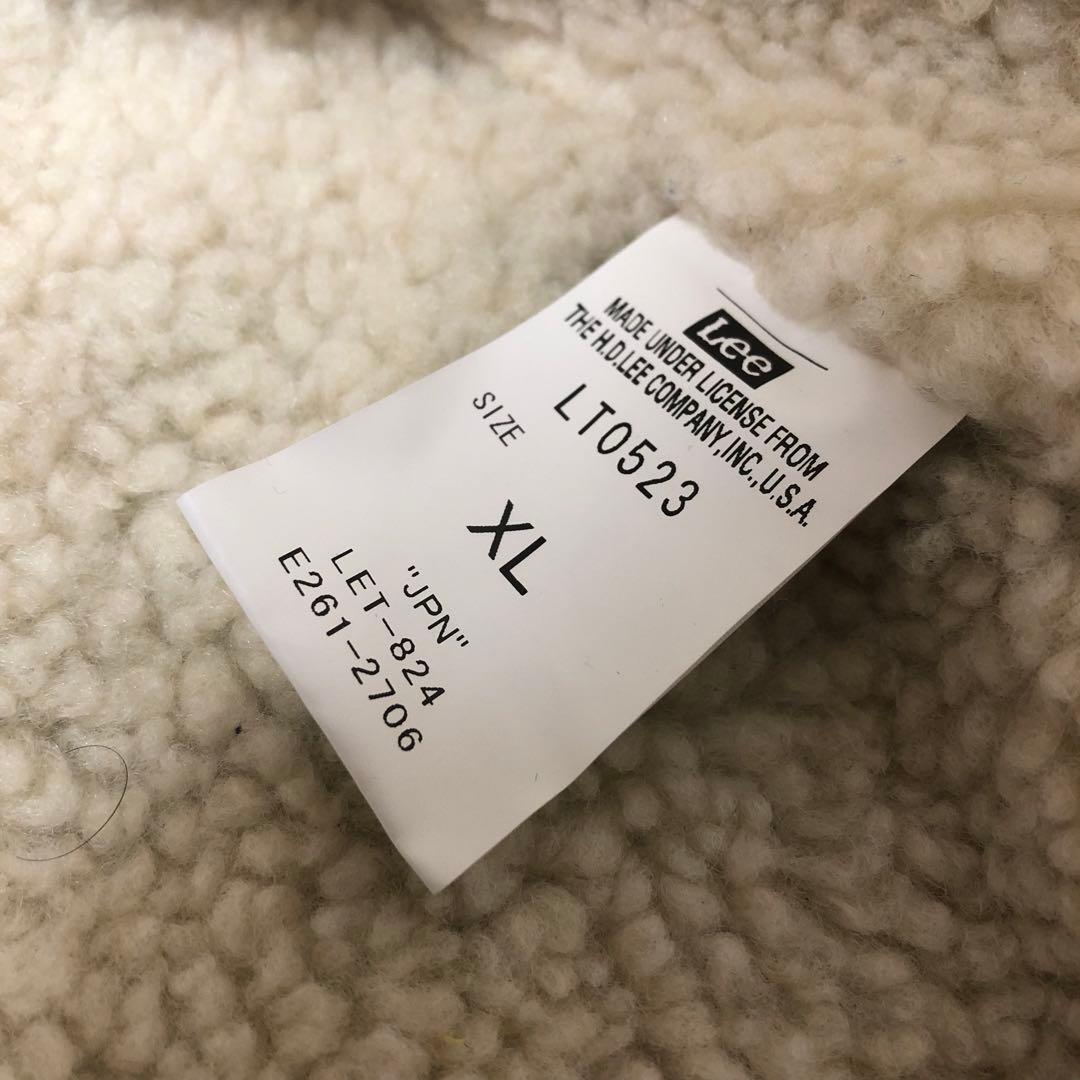 Lee
MADE UNDER LICENSE FROM
THE H.D.LEE COMPANY,INC.,U.S.A.
LT0523
SIZE
XL
"JPN"
LET-824
E261-2706